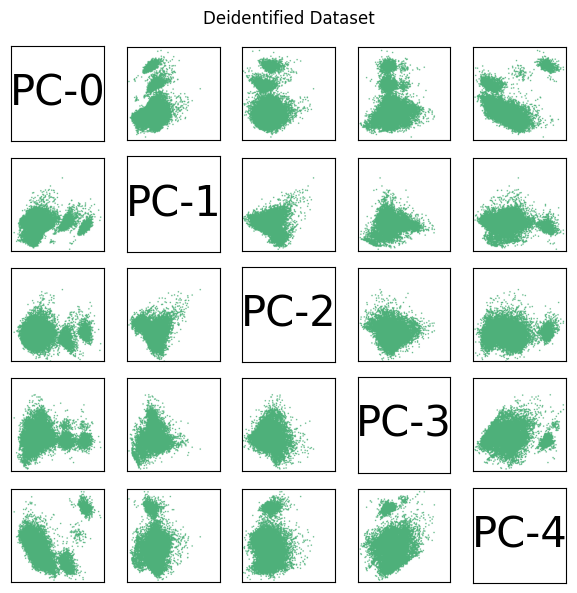 Deidentified Dataset
PC-0
PC-1
PC-2
PC-3
PC-4